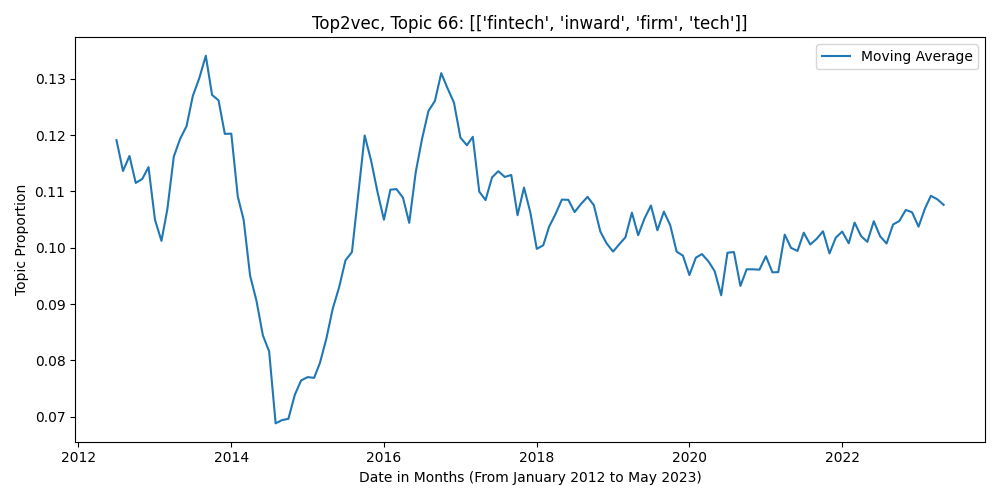 Top2vec, Topic 66: [['fintech', 'inward', 'firm', 'tech']]
Moving Average
0.13
0.12
0.11
0.10
0.09
0.08
0.07
Topic Proportion
2012 2014 2016 2018 2020 2022
Date in Months (From January 2012 to May 2023)